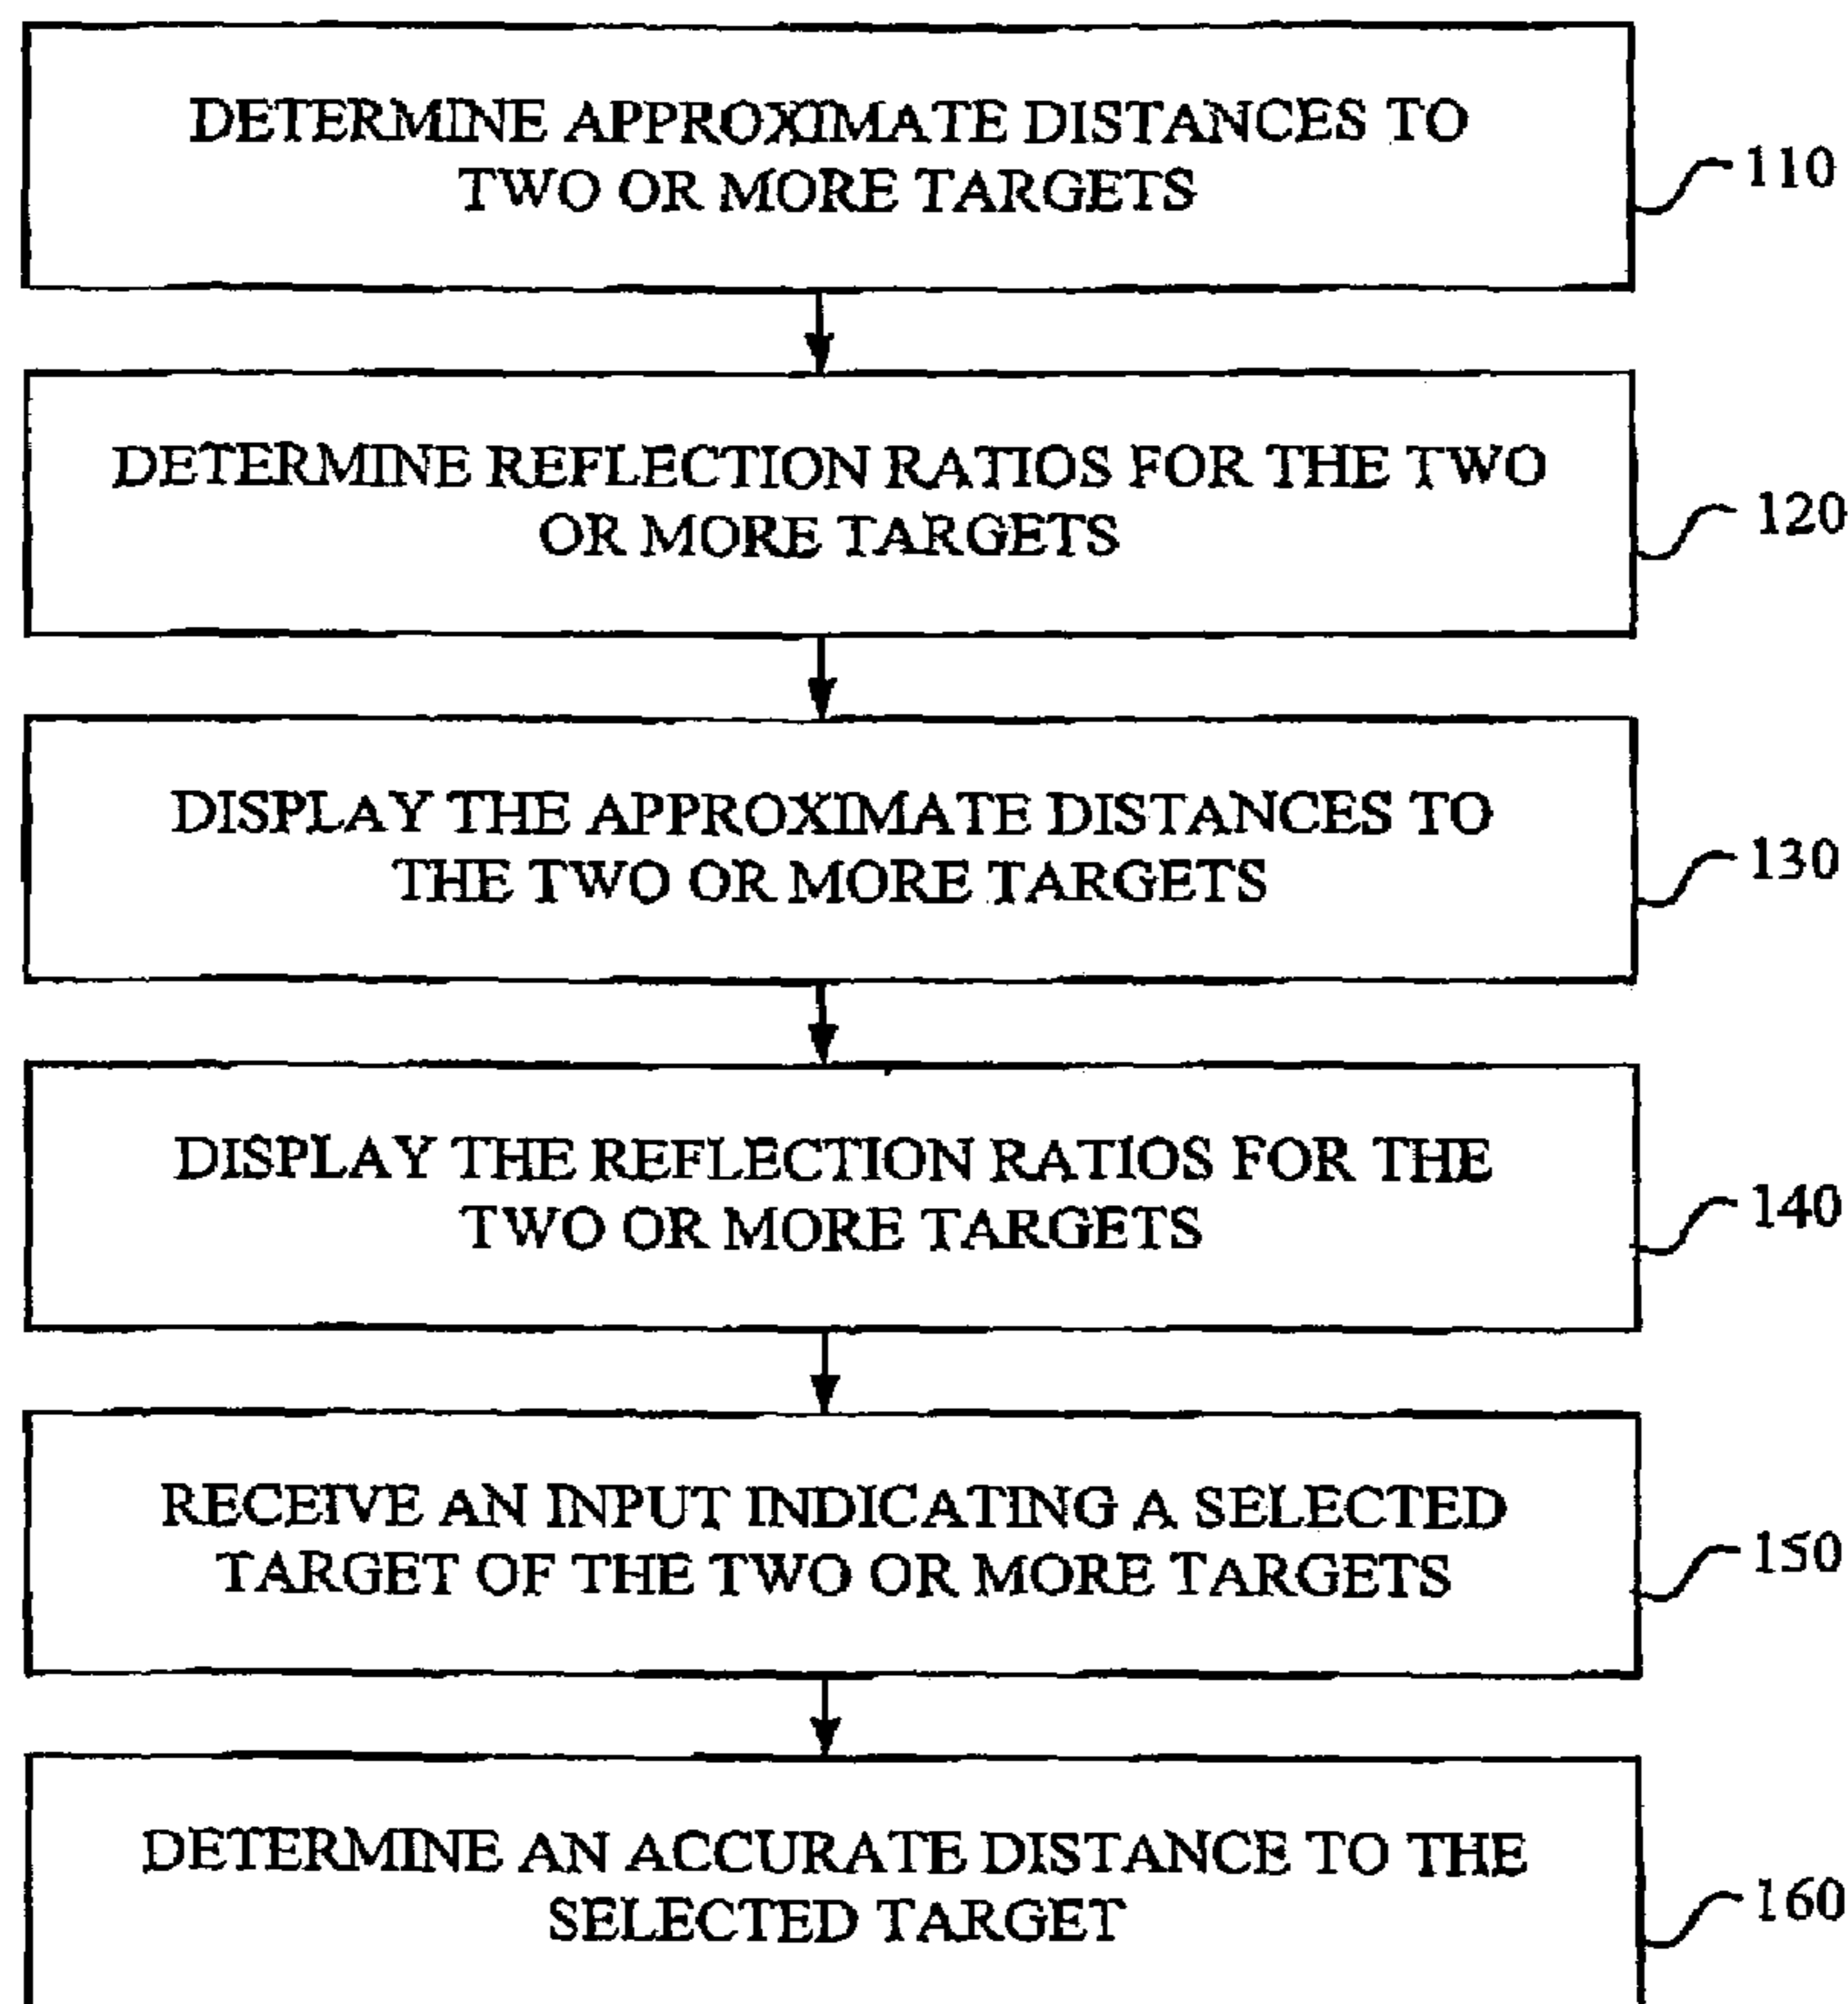 DETERMINE APPROXIMATE DISTANCES TO
TWO OR MORE TARGETS
110
DETERMINE REFLECTION RATIOS FOR THE TWO
OR MORE TARGETS
120
DISPLAY THE APPROXIMATE DISTANCES TO
THE TWO OR MORE TARGETS
130
DISPLAY THE REFLECTION RATIOS FOR THE
TWO OR MORE TARGETS
140
RECEIVE AN INPUT INDICATING A SELECTED
TARGET OF THE TWO OR MORE TARGETS
150
DETERMINE AN ACCURATE DISTANCE TO THE
SELECTED TARGET
160